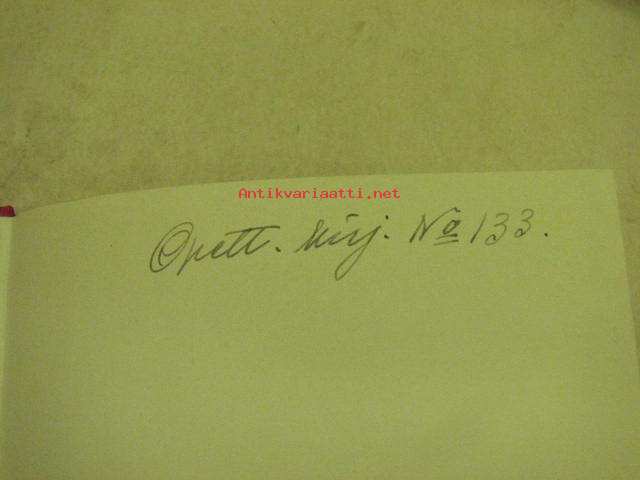 Antikvariaatti.net
Opett. kirj. No 133.